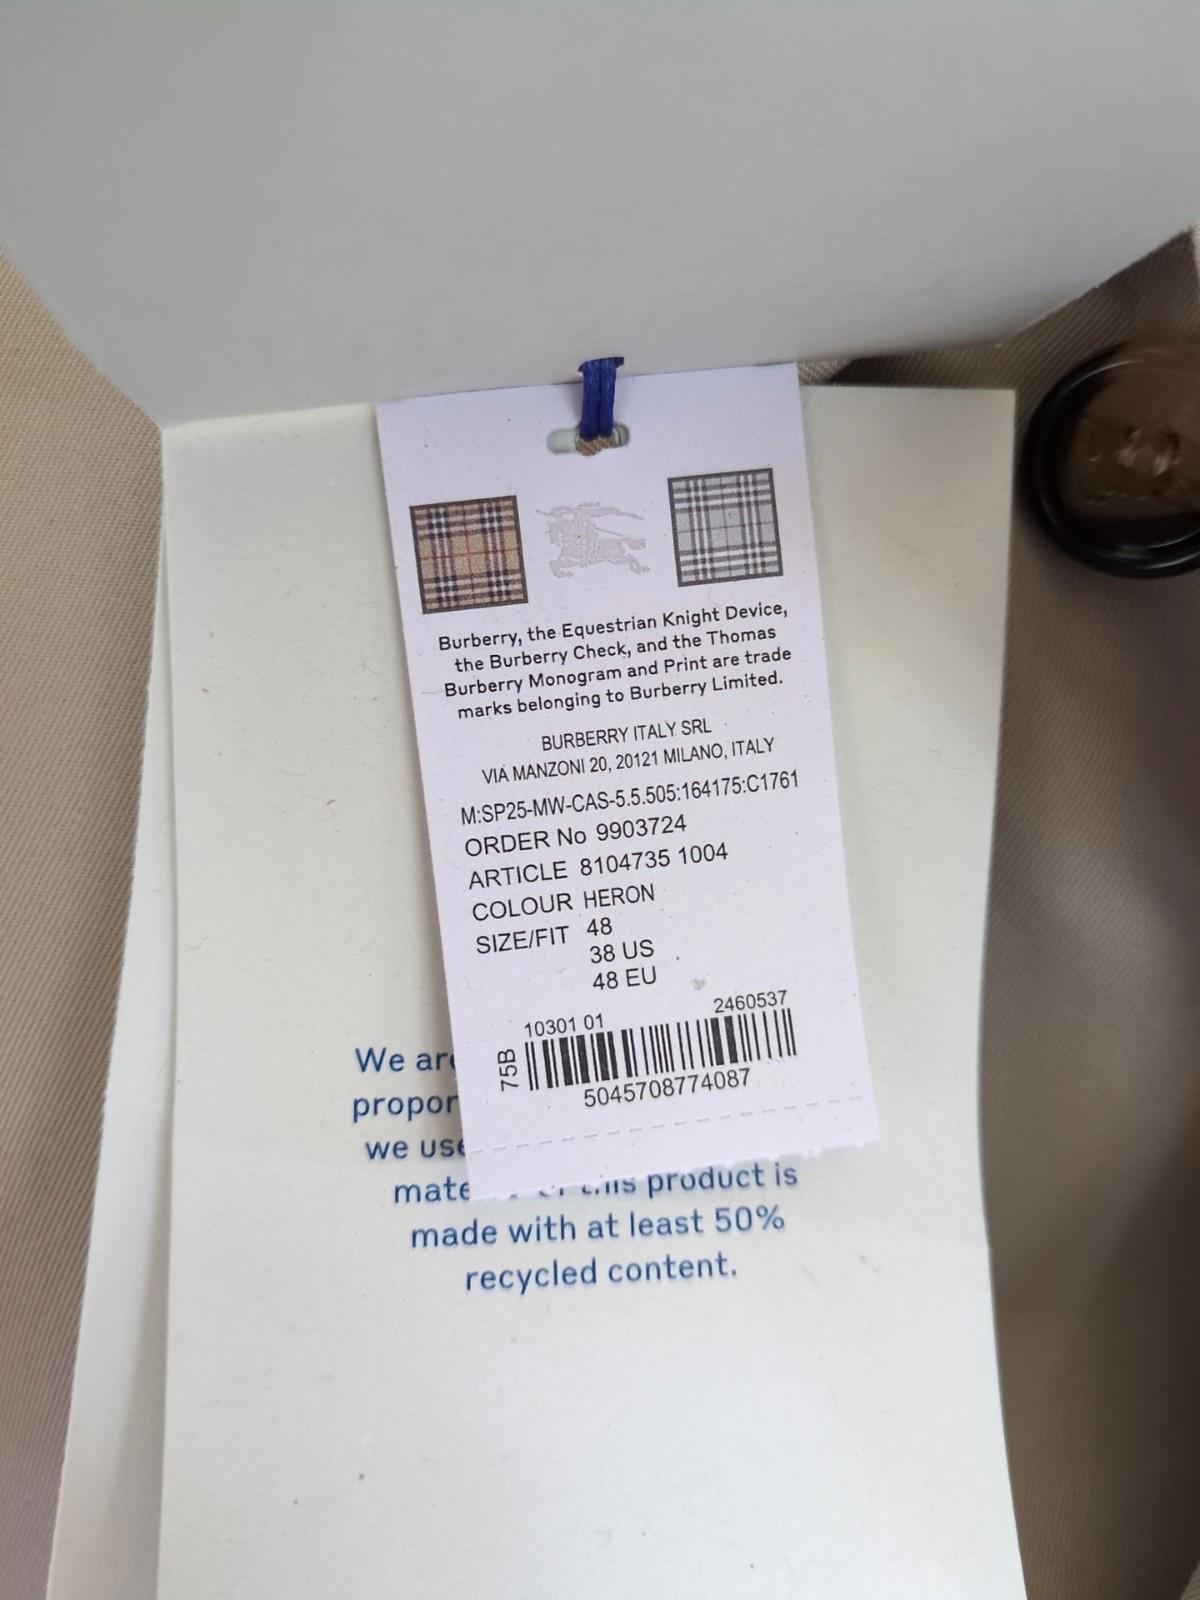 Burberry, the Equestrian Knight Device,
the Burberry Check, and the Thomas
Burberry Monogram and Print are trade
marks belonging to Burberry Limited.
BURBERRY ITALY SRL
VIA MANZONI 20, 20121 MILANO, ITALY
M:SP25-MW-CAS-5.5.505:164175:C1761
ORDER No 9903724
ARTICLE 8104735 1004
COLOUR HERON
SIZE/FIT 48
38 US
48 EU
10301 01 2460537
75B
5045708774087
We are
we use
this product is
made with at least 50%
recycled content.